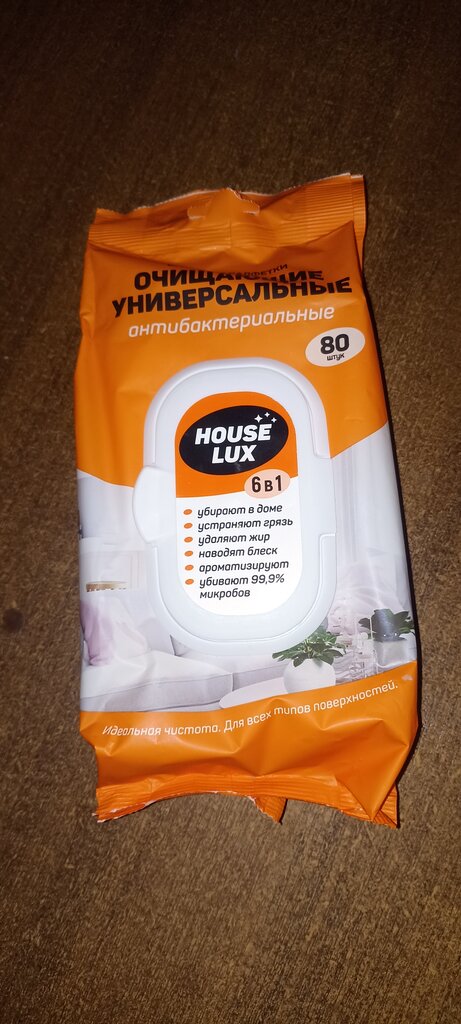 ОЧИЩАЮЩИЕ
УНИВЕРСАЛЬНЫЕ
антибактериальные
80
штук
HOUSE
LUX
6 в 1
убирают в доме
устраняют грязь
удаляют жир
наводят блеск
ароматизируют
убивают 99,9%
микробов
Идеальная чистота. Для всех типов поверхностей.